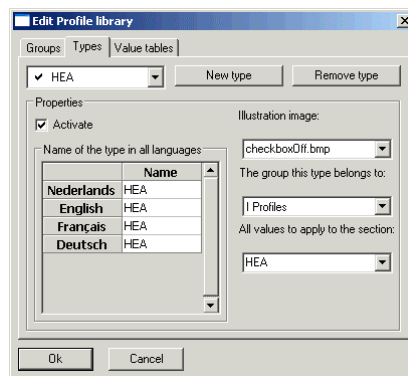 Edit Profile library
Groups Types Value tables
HEA New type Remove type
Properties
Activate
Illustration image:
checkboxOff.bmp
Name of the type in all languages
Name
Nederlands HEA
English HEA
Français HEA
Deutsch HEA
The group this type belongs to:
I Profiles
All values to apply to the section:
HEA
Ok Cancel